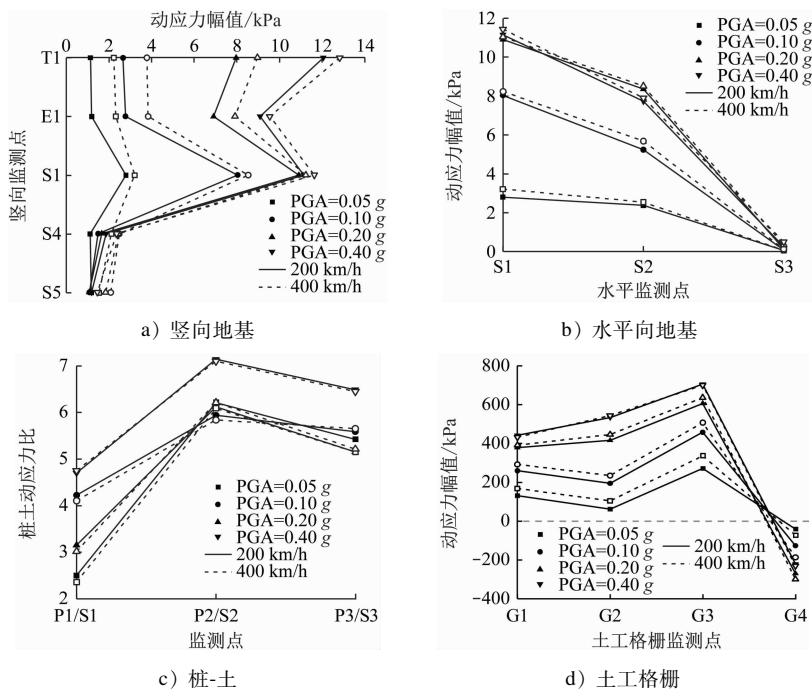 动应力幅值/kPa
0 2 4 6 8 10 12 14
T1
E1
S1
S4
S5
竖向监测点
PGA=0.05 g
PGA=0.10 g
PGA=0.20 g
PGA=0.40 g
200 km/h
400 km/h
a）竖向地基
动应力幅值/kPa
12
10
8
6
4
2
0
PGA=0.05 g
PGA=0.10 g
PGA=0.20 g
PGA=0.40 g
200 km/h
400 km/h
S1 S2 S3
水平监测点
b）水平向地基
桩土动应力比
7
6
5
4
3
2
PGA=0.05 g
PGA=0.10 g
PGA=0.20 g
PGA=0.40 g
200 km/h
400 km/h
P1/S1 P2/S2 P3/S3
监测点
c）桩-土
动应力幅值/kPa
800
600
400
200
0
-200
-400
PGA=0.05 g
PGA=0.10 g
PGA=0.20 g
PGA=0.40 g
200 km/h
400 km/h
G1 G2 G3 G4
土工格栅监测点
d）土工格栅